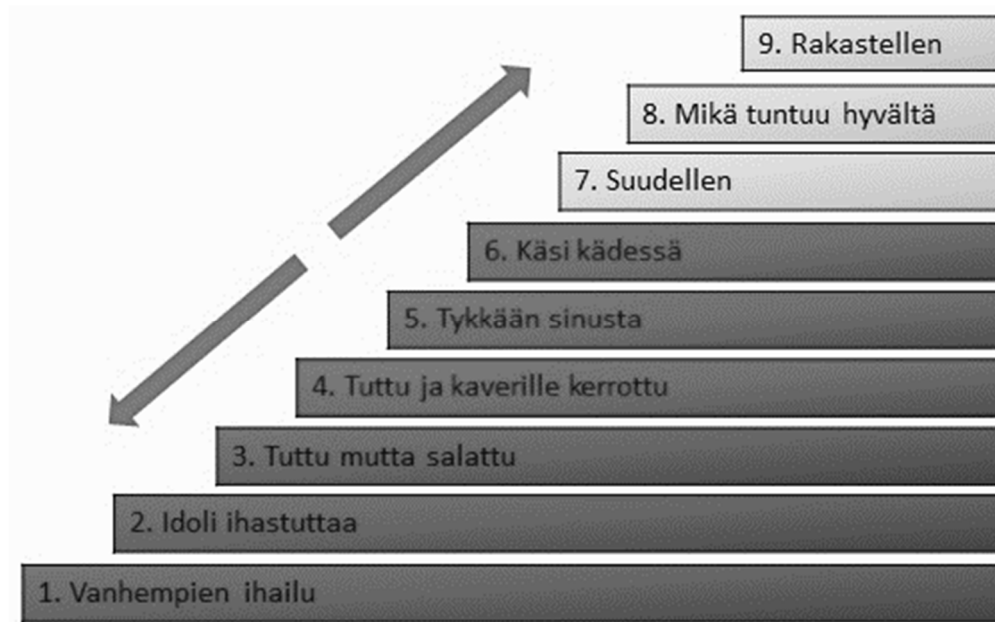 9. Rakastellen
8. Mikä tuntuu hyvältä
7. Suudellen
6. Käsi kädessä
5. Tykkään sinusta
4. Tuttu ja kaverille kerrottu
3. Tuttu mutta salattu
2. Idoli ihastuttaa
1. Vanhempien ihailu